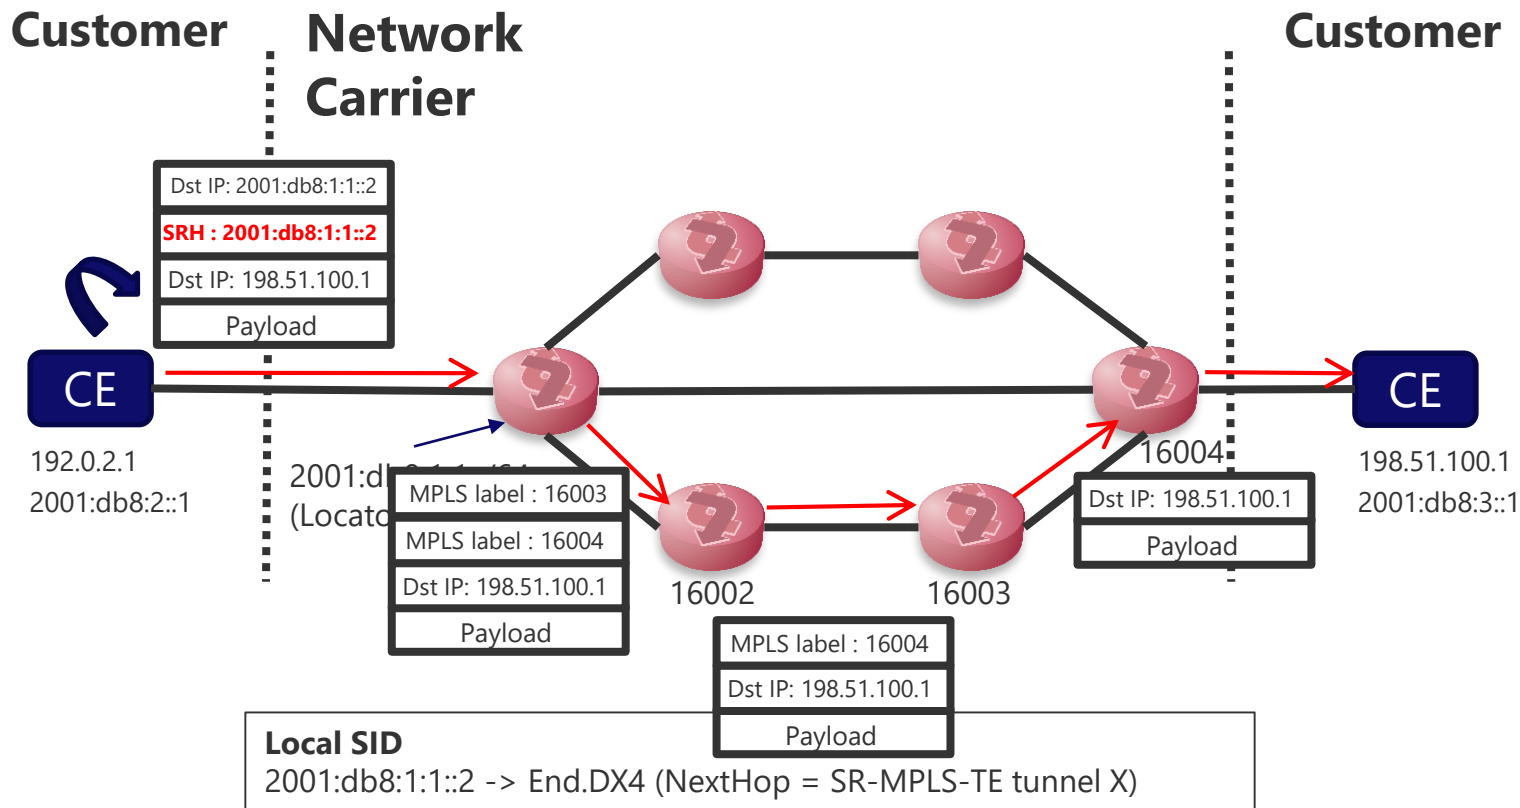 Customer
Network
Carrier
Customer
Dst IP: 2001:db8:1:1::2
SRH : 2001:db8:1:1::2
Dst IP: 198.51.100.1
Payload
CE
CE
192.0.2.1
2001:db8:2::1
(Locato
MPLS label : 16003
MPLS label : 16004
Dst IP: 198.51.100.1
Payload
16002
16003
16004
Dst IP: 198.51.100.1
Payload
198.51.100.1
2001:db8:3::1
MPLS label : 16004
Dst IP: 198.51.100.1
Payload
Local SID
2001:db8:1:1::2 -> End.DX4 (NextHop = SR-MPLS-TE tunnel X)